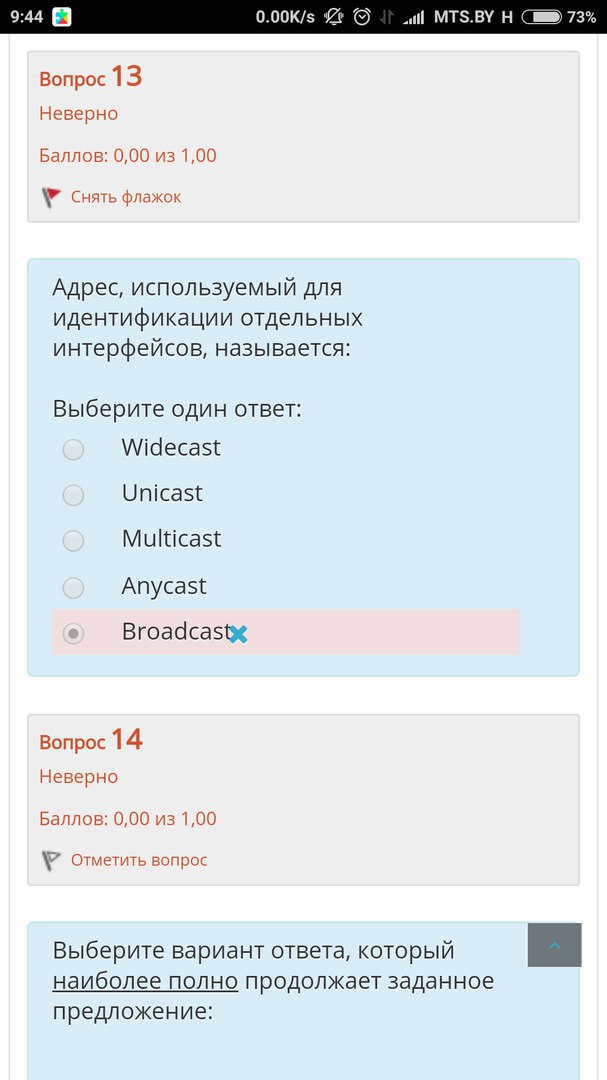 9:44 0.00K/s MTS.BY H 73%
Вопрос 13
Неверно
Баллов: 0,00 из 1,00
Снять флажок
Адрес, используемый для
идентификации отдельных
интерфейсов, называется:
Выберите один ответ:
Widecast
Unicast
Multicast
Anycast
Broadcast
Вопрос 14
Неверно
Баллов: 0,00 из 1,00
Отметить вопрос
Выберите вариант ответа, который
наиболее полно продолжает заданное
предложение: